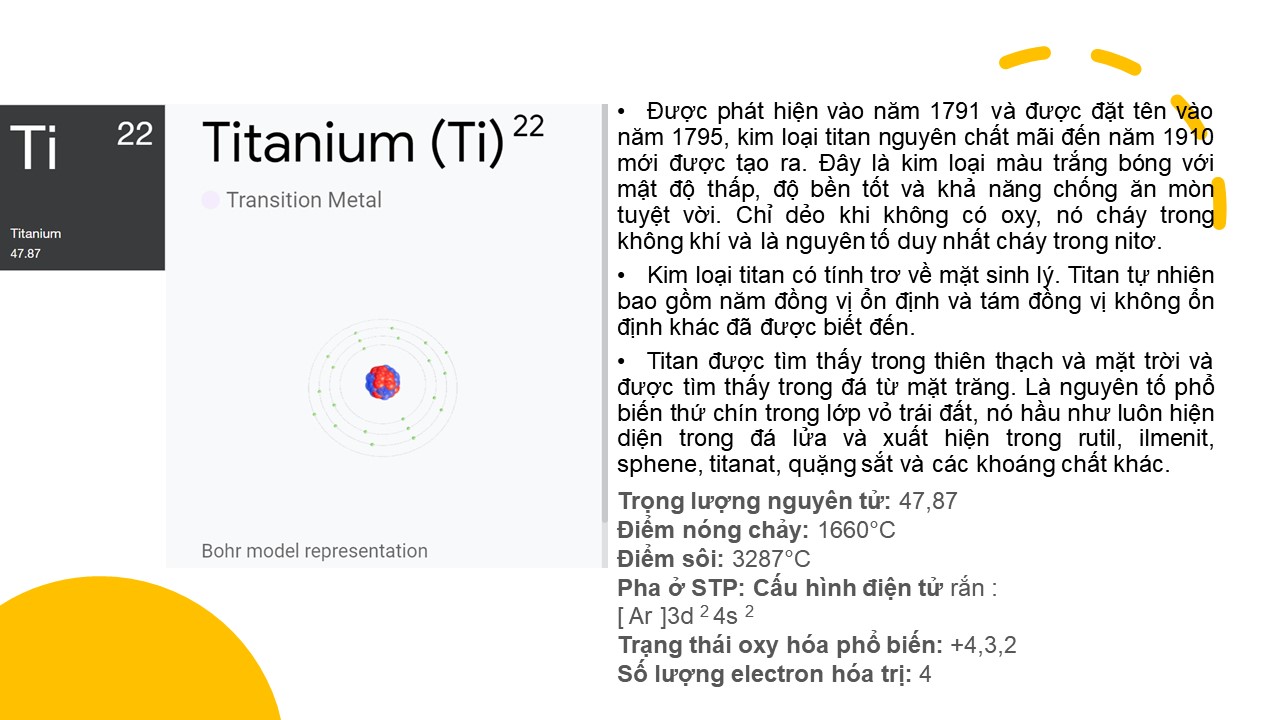 Ti 22
Titanium
47.87
Titanium (Ti) 22
Transition Metal
Bohr model representation
• Được phát hiện vào năm 1791 và được đặt tên vào
năm 1795, kim loại titan nguyên chất mãi đến năm 1910
mới được tạo ra. Đây là kim loại màu trắng bóng với
mật độ thấp, độ bền tốt và khả năng chống ăn mòn
tuyệt vời. Chỉ dẻo khi không có oxy, nó cháy trong
không khí và là nguyên tố duy nhất cháy trong nitơ.
• Kim loại titan có tính trơ về mặt sinh lý. Titan tự nhiên
bao gồm năm đồng vị ổn định và tám đồng vị không ổn
định khác đã được biết đến.
• Titan được tìm thấy trong thiên thạch và mặt trời và
được tìm thấy trong đá từ mặt trăng. Là nguyên tố phổ
biến thứ chín trong lớp vỏ trái đất, nó hầu như luôn hiện
diện trong đá lửa và xuất hiện trong rutil, ilmenit,
sphene, titanat, quặng sắt và các khoáng chất khác.
Trọng lượng nguyên tử: 47,87
Điểm nóng chảy: 1660°C
Điểm sôi: 3287°C
Pha ở STP: Cấu hình điện tử rắn :
[ Ar ]3d 2 4s 2
Trạng thái oxy hóa phổ biến: +4,3,2
Số lượng electron hóa trị: 4